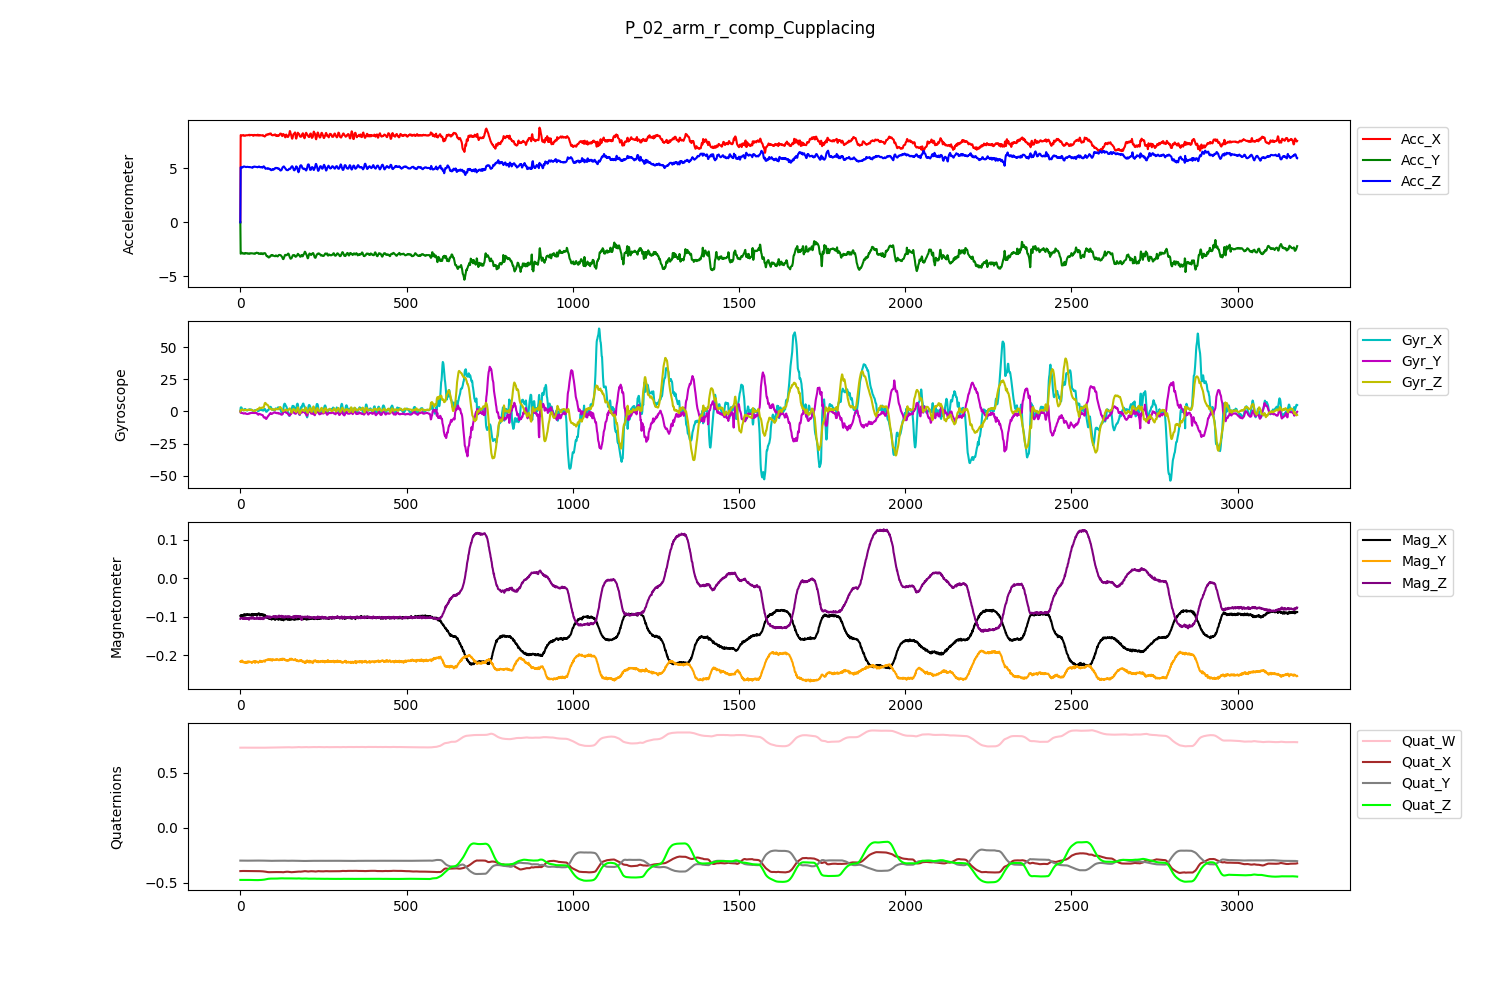 P_02_arm_r_comp_Cupplacing
Accelerometer
5
0
−5
0 500 1000 1500 2000 2500 3000
Acc_X
Acc_Y
Acc_Z
Gyroscope
50
25
0
−25
−50
0 500 1000 1500 2000 2500 3000
Gyr_X
Gyr_Y
Gyr_Z
Magnetometer
0.1
0.0
−0.1
−0.2
0 500 1000 1500 2000 2500 3000
Mag_X
Mag_Y
Mag_Z
Quaternions
0.5
0.0
−0.5
0 500 1000 1500 2000 2500 3000
Quat_W
Quat_X
Quat_Y
Quat_Z